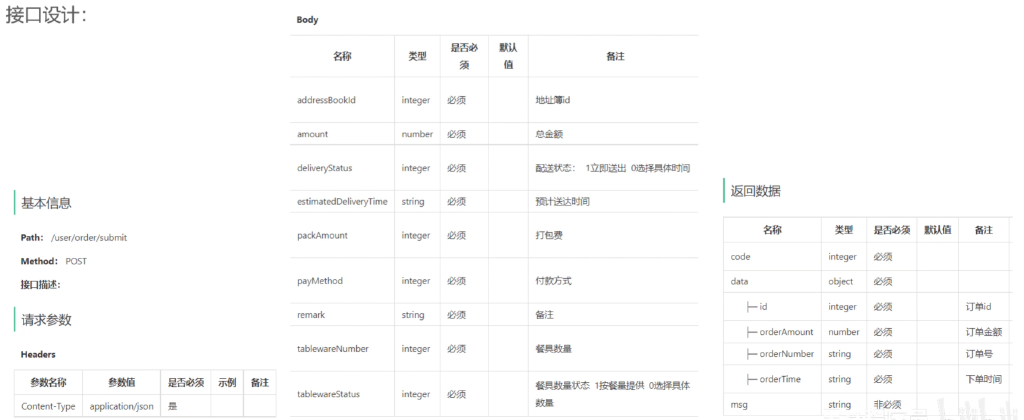 接口设计：
基本信息
Path： /user/order/submit
Method： POST
接口描述：
请求参数
Headers
参数名称 参数值 是否必须 示例 备注
Content-Type application/json 是
Body
名称 类型 是否必须 默认值 备注
addressBookId integer 必须 地址簿id
amount number 必须 总金额
deliveryStatus integer 必须 配送状态： 1立即送出 0选择具体时间
estimatedDeliveryTime string 必须 预计送达时间
packAmount integer 必须 打包费
payMethod integer 必须 付款方式
remark string 必须 备注
tablewareNumber integer 必须 餐具数量
tablewareStatus integer 必须 餐具数量状态 1按餐量提供 0选择具体数量
返回数据
名称 类型 是否必须 默认值 备注
code integer 必须
data object 必须
├─ id integer 必须 订单id
├─ orderAmount number 必须 订单金额
├─ orderNumber string 必须 订单号
├─ orderTime string 必须 下单时间
msg string 非必须